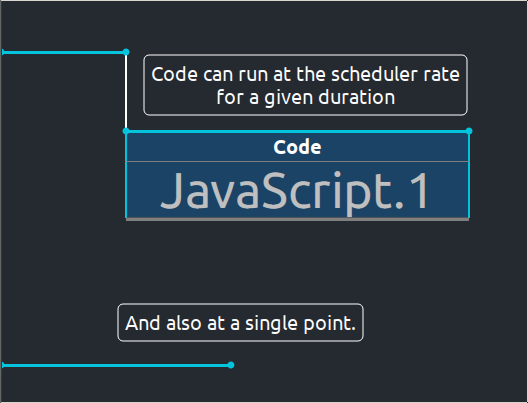 Code can run at the scheduler rate
for a given duration
Code
JavaScript.1
And also at a single point.